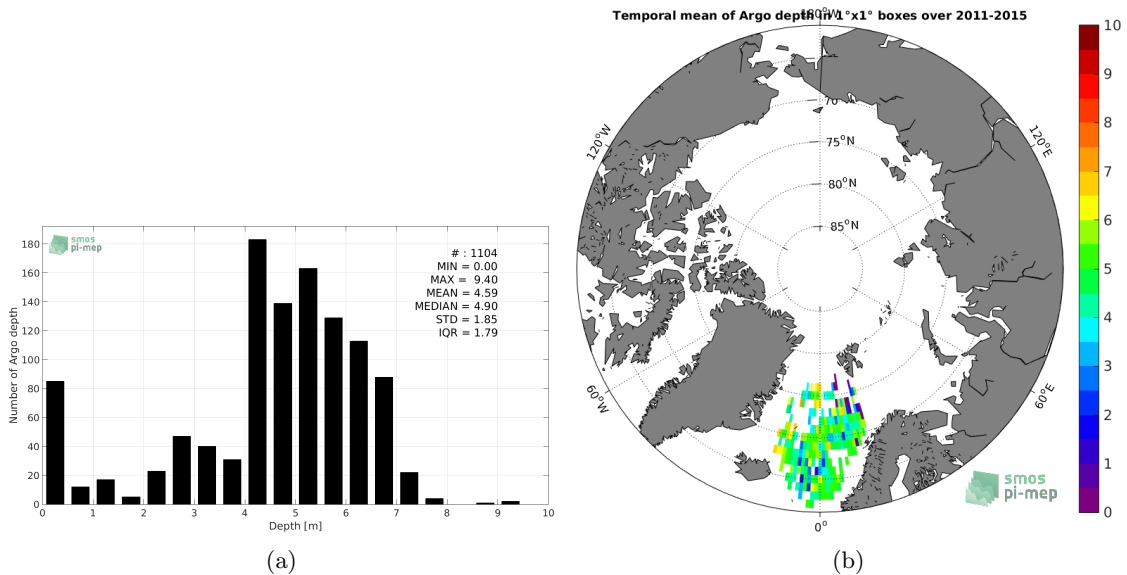 smos
pi-mep
# : 1104
MIN = 0.00
MAX = 9.40
MEAN = 4.59
MEDIAN = 4.90
STD = 1.85
IQR = 1.79
Number of Argo depth
180
160
140
120
100
80
60
40
20
0
0 1 2 3 4 5 6 7 8 9 10
Depth [m]
(a)
Temporal mean of Argo depth in 1°x1° boxes over 2011-2015
180°W
120°W
120°E
60°W
60°E
0°
70
75°N
80°N
85°N
smos
pi-mep
10
9
8
7
6
5
4
3
2
1
0
(b)